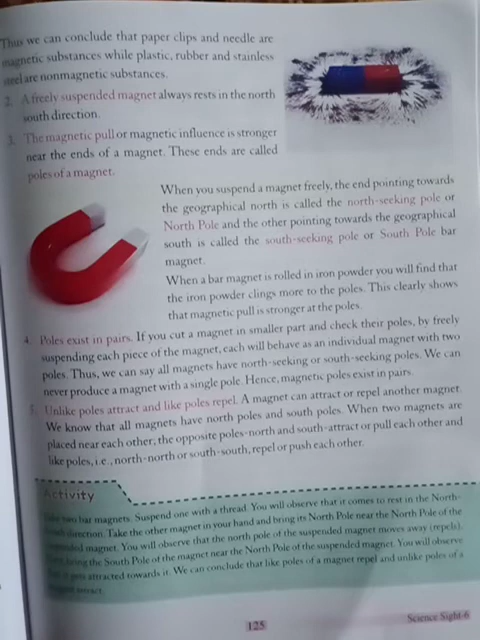 Thus we can conclude that paper clips and needle are
magnetic substances while plastic, rubber and stainless
steel are nonmagnetic substances.
2. A freely suspended magnet always rests in the north
south direction.
3. The magnetic pull or magnetic influence is stronger
near the ends of a magnet. These ends are called
poles of a magnet.
When you suspend a magnet freely, the end pointing towards
the geographical north is called the north-seeking pole or
North Pole and the other pointing towards the geographical
south is called the south-seeking pole or South Pole bar
magnet.
When a bar magnet is rolled in iron powder you will find that
the iron powder clings more to the poles. This clearly shows
that magnetic pull is stronger at the poles.
4. Poles exist in pairs. If you cut a magnet in smaller part and check their poles, by freely
suspending each piece of the magnet, each will behave as an individual magnet with two
poles. Thus, we can say all magnets have north-seeking or south-seeking poles. We can
never produce a magnet with a single pole. Hence, magnetic poles exist in pairs.
5. Unlike poles attract and like poles repel. A magnet can attract or repel another magnet.
We know that all magnets have north poles and south poles. When two magnets are
placed near each other; the opposite poles-north and south-attract or pull each other and
like poles, i.e., north-north or south-south, repel or push each other.
Activity
two bar magnets. Suspend one with a thread. You will observe that it comes to rest in the North-
direction. Take the other magnet in your hand and bring its North Pole near the North Pole of the
suspended magnet. You will observe that the north pole of the suspended magnet moves away (repels).
bring the South Pole of the magnet near the North Pole of the suspended magnet. You will observe
gets attracted towards it. We can conclude that like poles of a magnet repel and unlike poles of a
magnet attract.
125
Science Sight-6